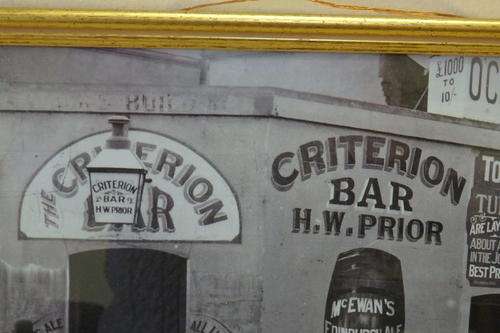 £1000
TO
10/-
OC
THE
CRITERION
BAR
CRITERION
BAR
H.W.PRIOR
CRITERION
BAR
H.W.PRIOR
McEWAN'S
EDINBURGH ALE
ALE
TO
TU
ARE LAY
ABOUT
IN THE
BEST PR